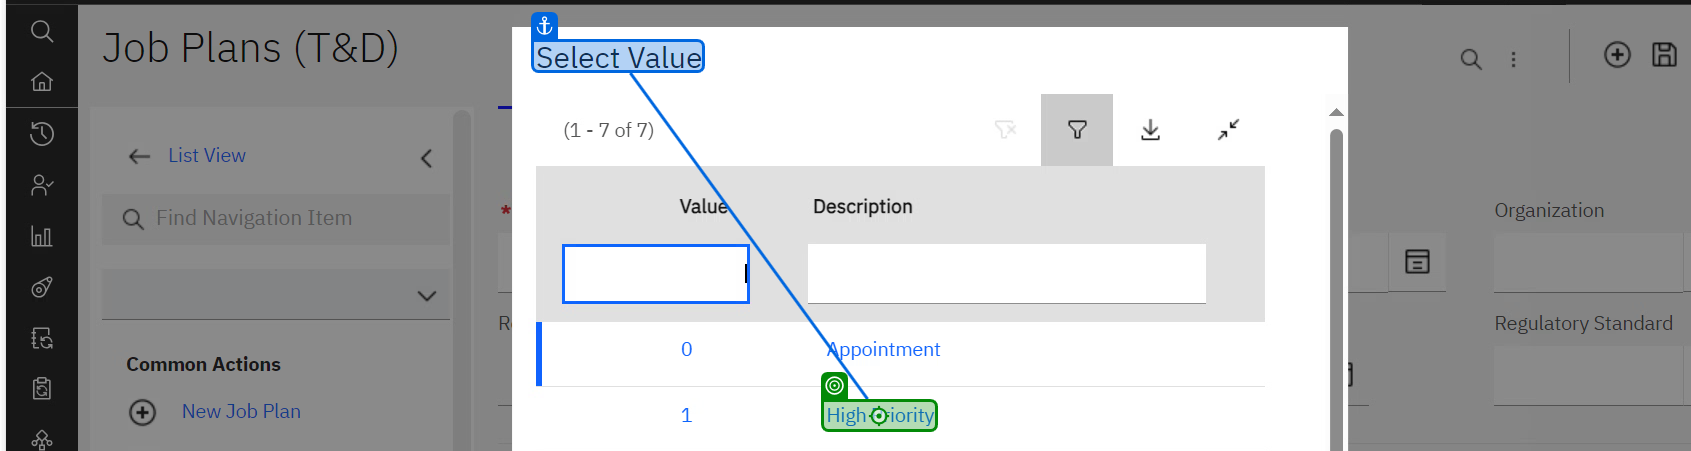 Job Plans (T&D)
Select Value
(1 - 7 of 7)
List View
Find Navigation Item
Value
Description
*
Organization
0
Appointment
Regulatory Standard
Common Actions
New Job Plan
1
High Priority